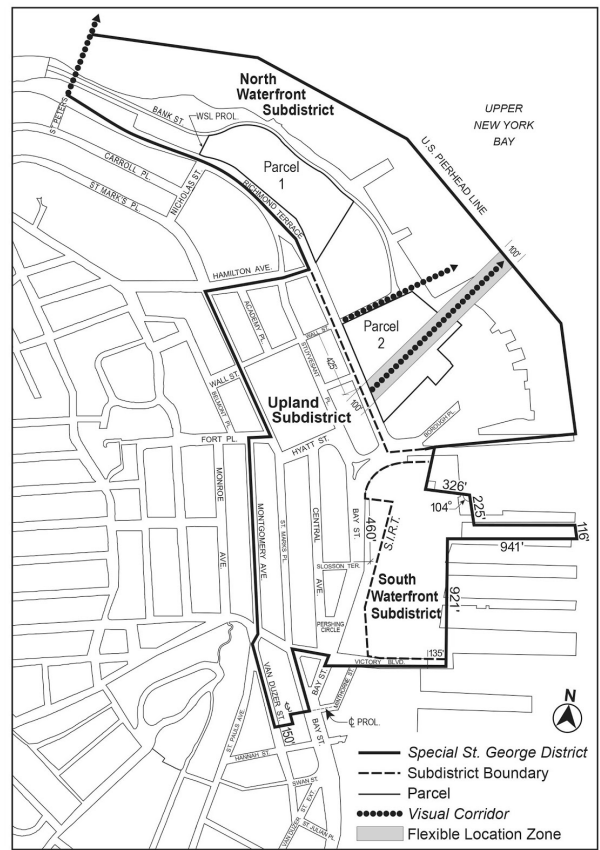 North
Waterfront
Subdistrict
UPPER
NEW YORK
BAY
ST PETERS
BANK ST.
WSL PROL.
U.S. PIERHEAD LINE
CARROLL PL.
ST MARK'S PL.
NICHOLAS ST.
Parcel
1
RICHMOND TERRACE
HAMILTON AVE.
100'
ACADEMY PL.
WALL ST.
STUYVESANT
PL.
425'
100'
Parcel
2
WALL ST.
BELMONT PL.
Upland
Subdistrict
BOROUGH PL.
FORT PL.
HYATT ST.
MONROE
AVE.
MONTGOMERY AVE.
ST. MARKS PL.
CENTRAL
AVE.
BAY ST.
460'
S.I.R.T.
326'
104°
225'
116'
941'
SLOSSON TER.
South
Waterfront
Subdistrict
921'
PERSHING
CIRCLE
135'
VICTORY BLVD.
VAN DUZER ST.
BAY ST.
MINTHORNE ST.
℄ PROL.
150'
BAY ST.
ST. PAULS AVE.
HANNAH ST.
SWAN ST.
VAN DUZER
ST. EXT
ST JULIAN PL.
N
Special St. George District
Subdistrict Boundary
Parcel
Visual Corridor
Flexible Location Zone